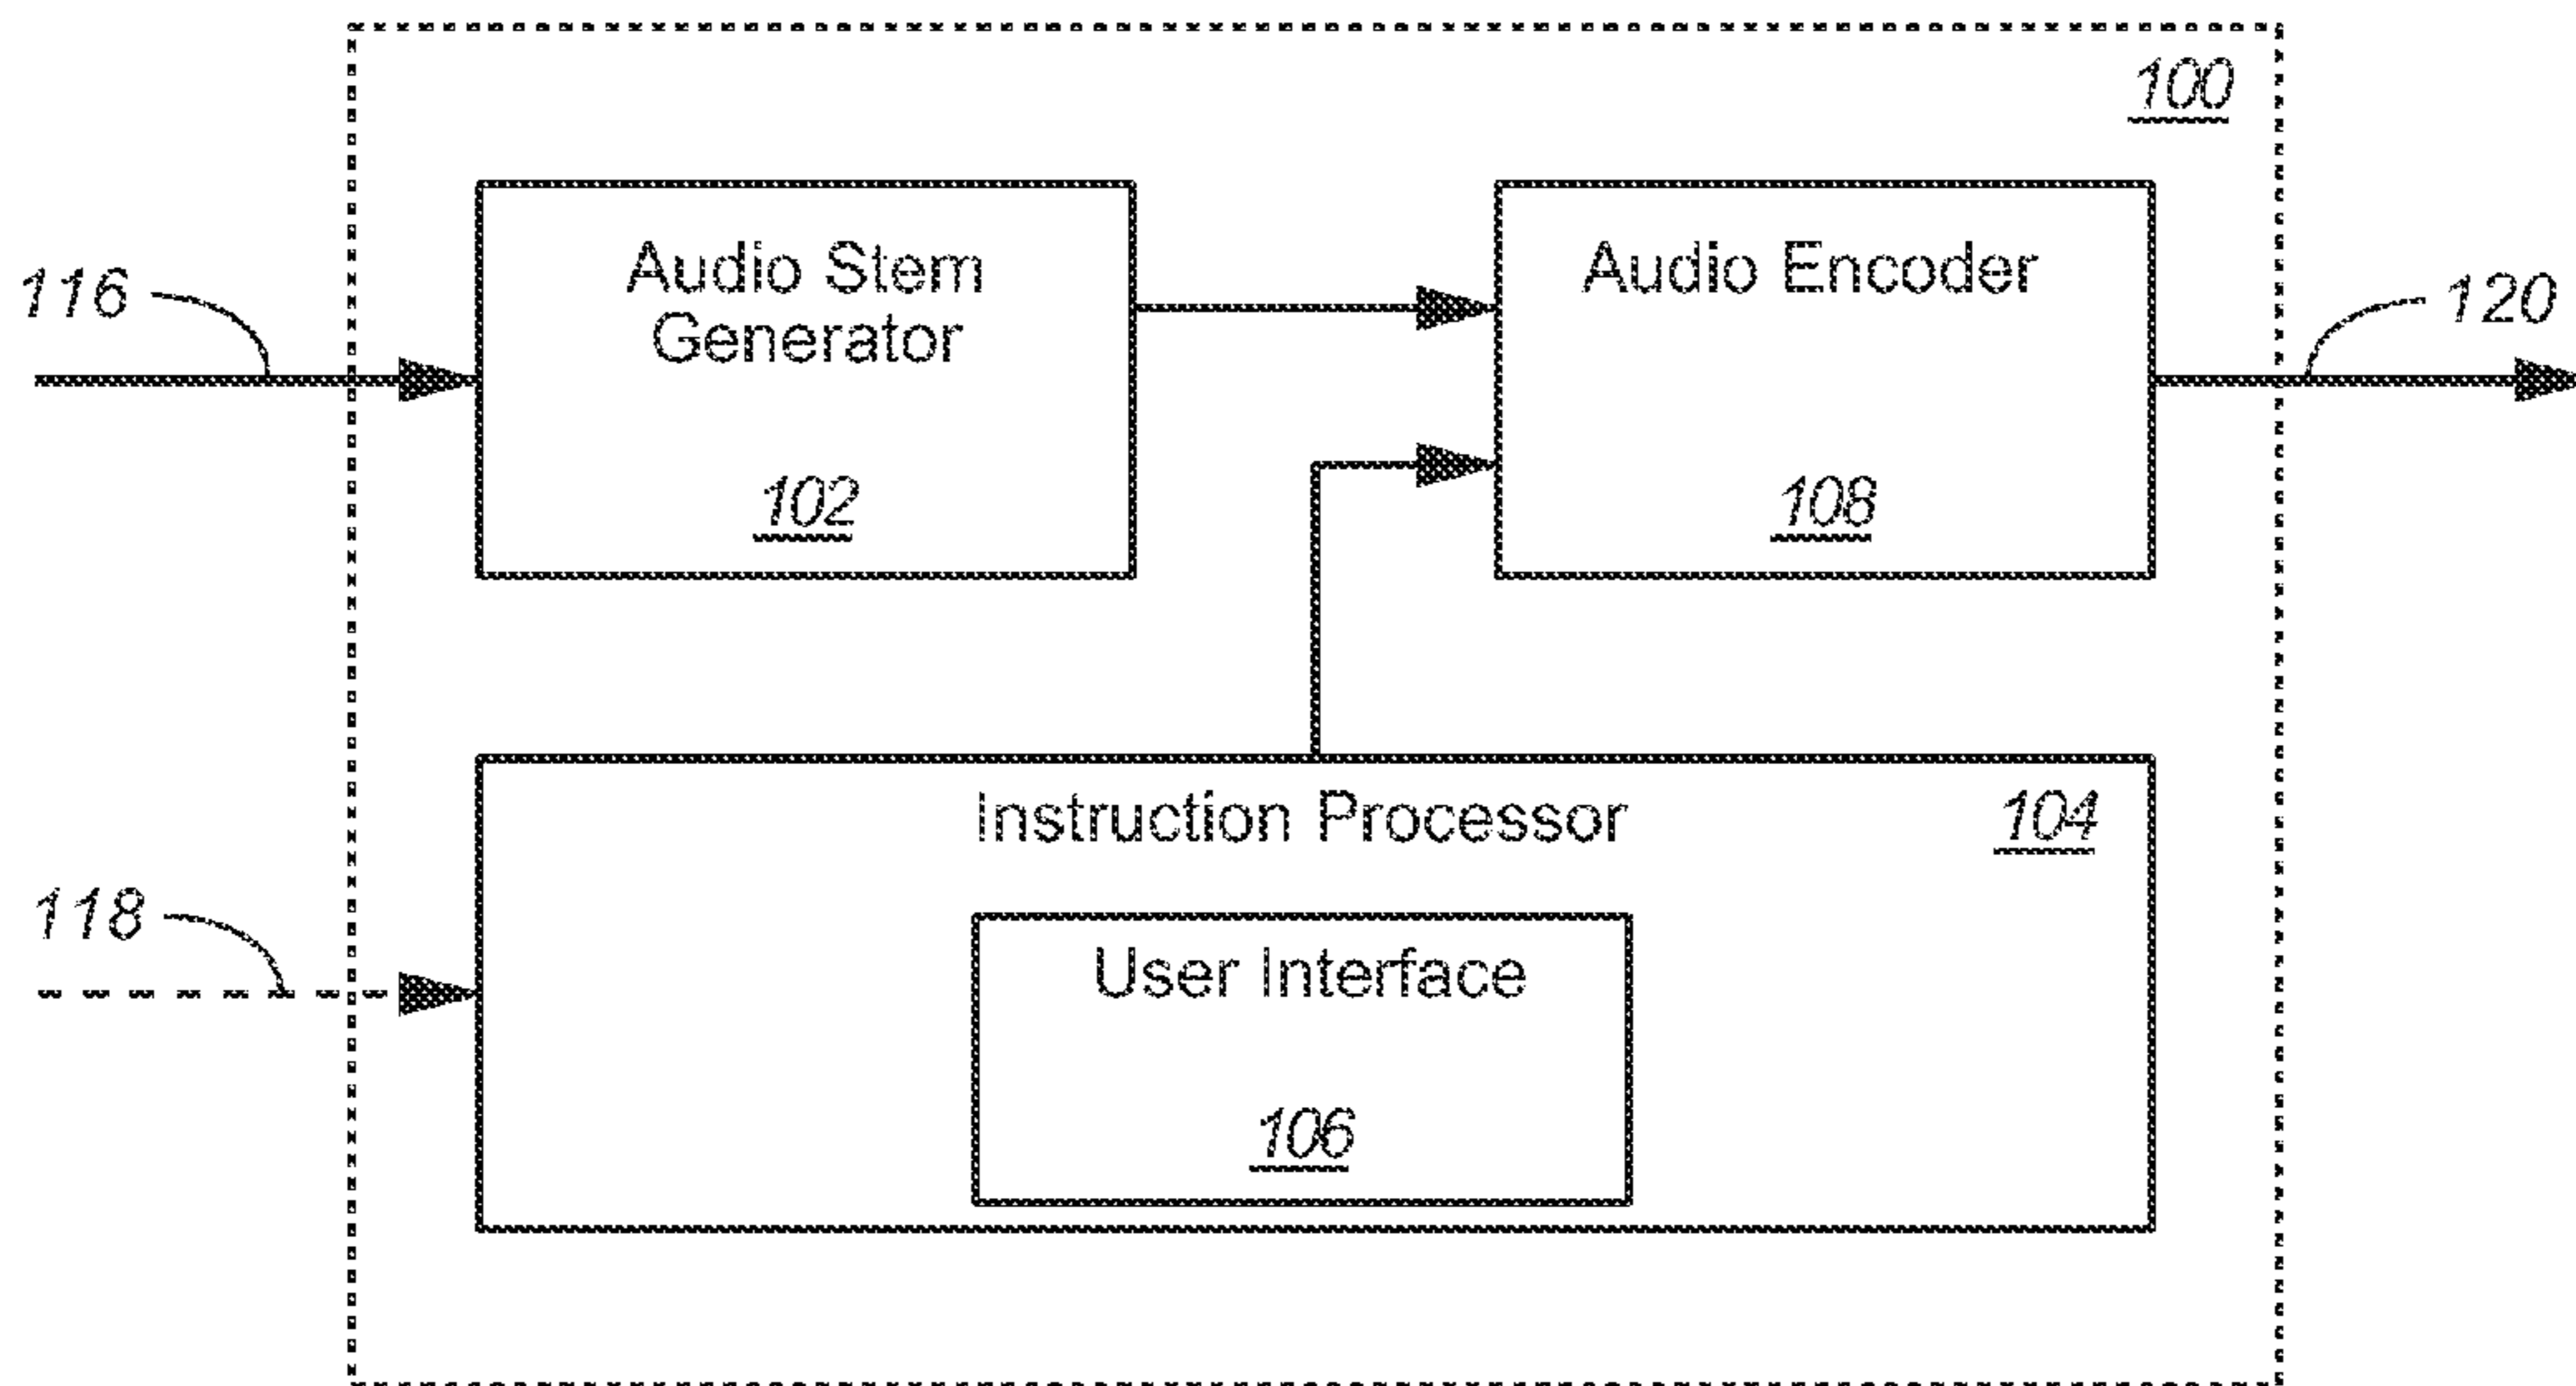 100
Audio Stem
Generator
102
Audio Encoder
108
116
120
Instruction Processor
104
118
User Interface
106